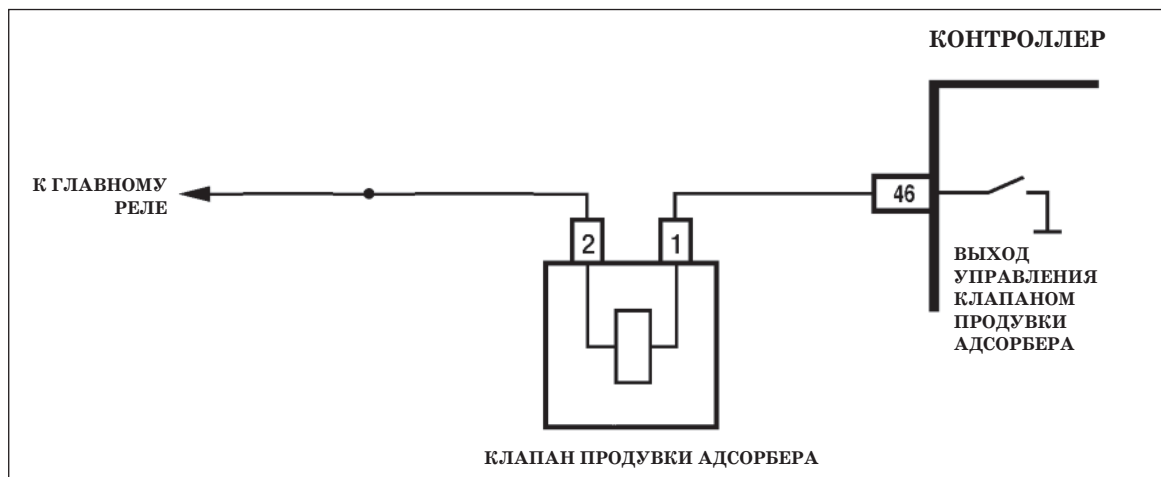 КОНТРОЛЛЕР
К ГЛАВНОМУ
РЕЛЕ
46
2
1
ВЫХОД
УПРАВЛЕНИЯ
КЛАПАНОМ
ПРОДУВКИ
АДСОРБЕРА
КЛАПАН ПРОДУВКИ АДСОРБЕРА